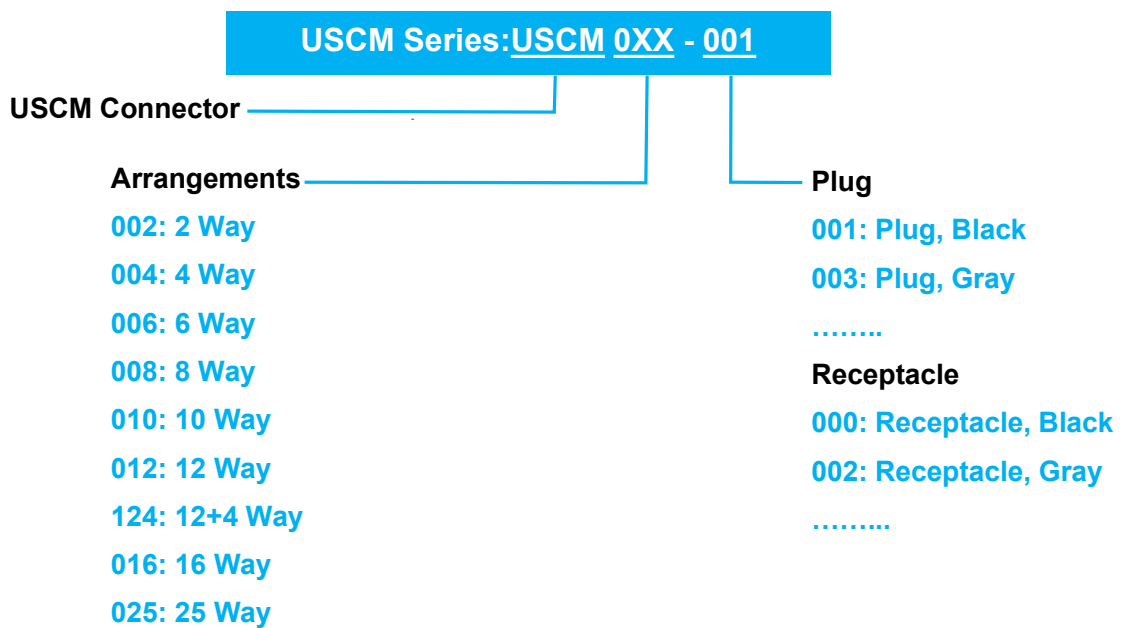 USCM Series:USCM 0XX - 001
USCM Connector
Arrangements
002: 2 Way
004: 4 Way
006: 6 Way
008: 8 Way
010: 10 Way
012: 12 Way
124: 12+4 Way
016: 16 Way
025: 25 Way
Plug
001: Plug, Black
003: Plug, Gray
……..
Receptacle
000: Receptacle, Black
002: Receptacle, Gray
……...